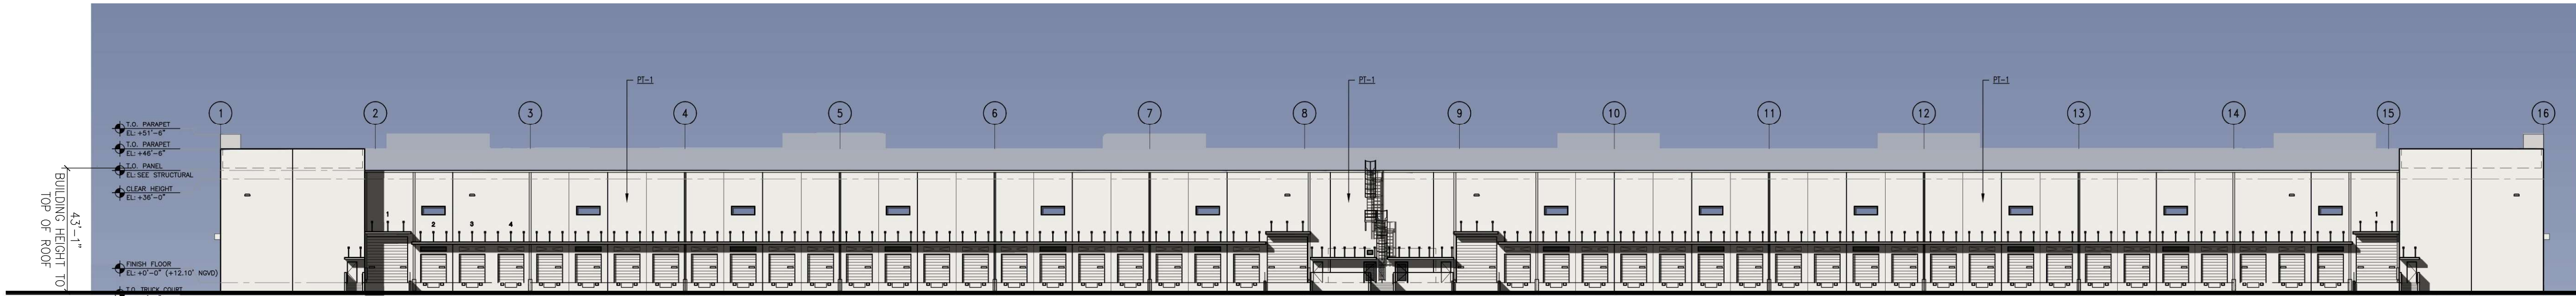 PT-1
PT-1
PT-1
1
2
3
4
5
6
7
8
9
10
11
12
13
14
15
16
T.O. PARAPET
EL: +51'-6"
T.O. PARAPET
EL: +46'-6"
T.O. PANEL
EL: SEE STRUCTURAL
CLEAR HEIGHT
EL: +36'-0"
43'-1"
BUILDING HEIGHT TO
TOP OF ROOF
1
2
3
4
1
FINISH FLOOR
EL: +0'-0" (+12.10' NGVD)
T.O. TRUCK COURT